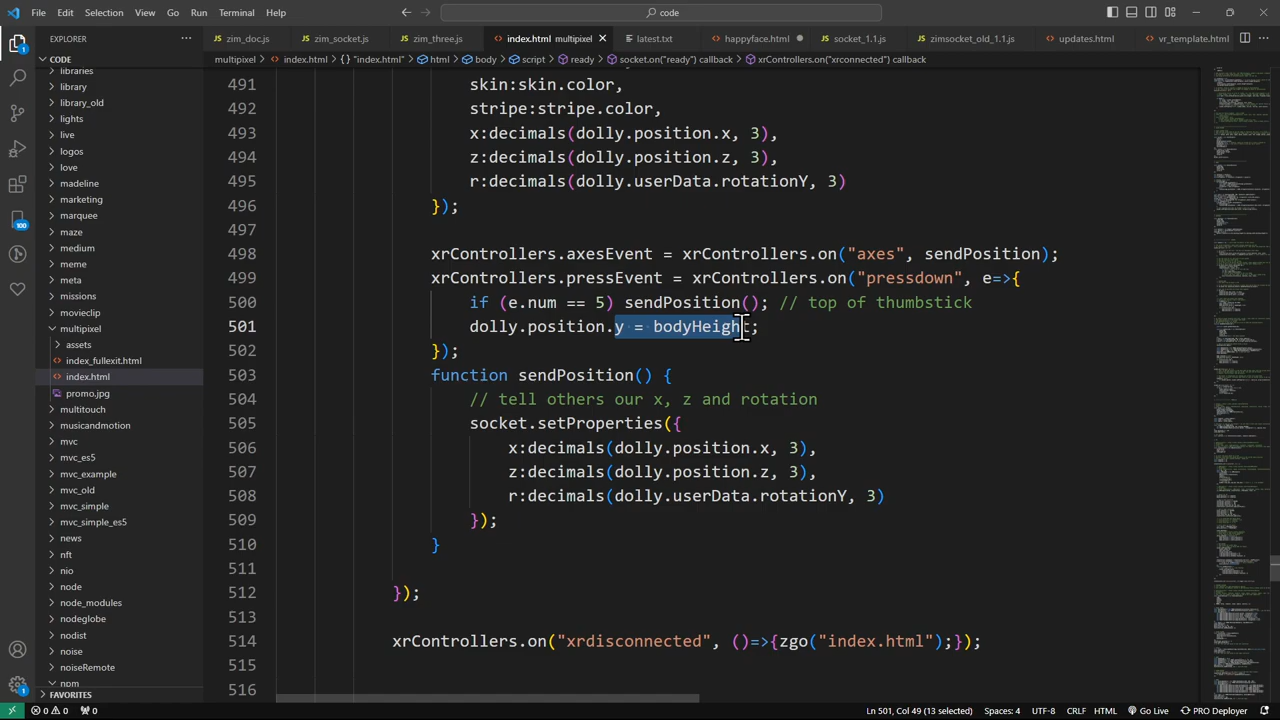 File Edit Selection View Go Run Terminal Help
code
EXPLORER
zim_doc.js
zim_socket.js
zim_three.js
index.html multipixel
latest.txt
happyface.html
socket_1.1.js
zimsocket_old_1.1.js
updates.html
vr_template.html
CODE
multipixel > index.html > "index.html" > html > body > script > ready > socket.on("ready") callback > xrControllers.on("xrconnected") callback
libraries
library
library_old
lights
live
logos
love
madeline
marketing
marquee
maze
medium
meme
meta
missions
movieclip
multipixel
assets
index_fullexit.html
index.html
promo.jpg
multitouch
musicandmotion
mvc
mvc_es5
mvc_example
mvc_old
mvc_simple
mvc_simple_es5
news
nft
nio
node
node_modules
nodeglobe
nodist
noise
noiseRemote
npm
FAVORITES
491 skin:skin.color,
492 stripe:stripe.color,
493 x:decimals(dolly.position.x, 3),
494 z:decimals(dolly.position.z, 3),
495 r:decimals(dolly.userData.rotationY, 3)
496 });
497
498 xrControllers.axesEvent = xrControllers.on("axes", sendPosition);
499 xrControllers.pressEvent = xrControllers.on("pressdown", e=>{
500 if (e.num == 5) sendPosition(); // top of thumbstick
501 dolly.position.y = bodyHeight;
502 });
503 function sendPosition() {
504 // tell others our x, z and rotation
505 socket.setProperties({
506 x:decimals(dolly.position.x, 3),
507 z:decimals(dolly.position.z, 3),
508 r:decimals(dolly.userData.rotationY, 3)
509 });
510 }
511
512 });
513
514 xrControllers.on("xrdisconnected", ()=>{zgo("index.html");});
515
516
0 0 0 Ln 501, Col 49 (13 selected) Spaces: 4 UTF-8 CRLF HTML Go Live PRO Deployer